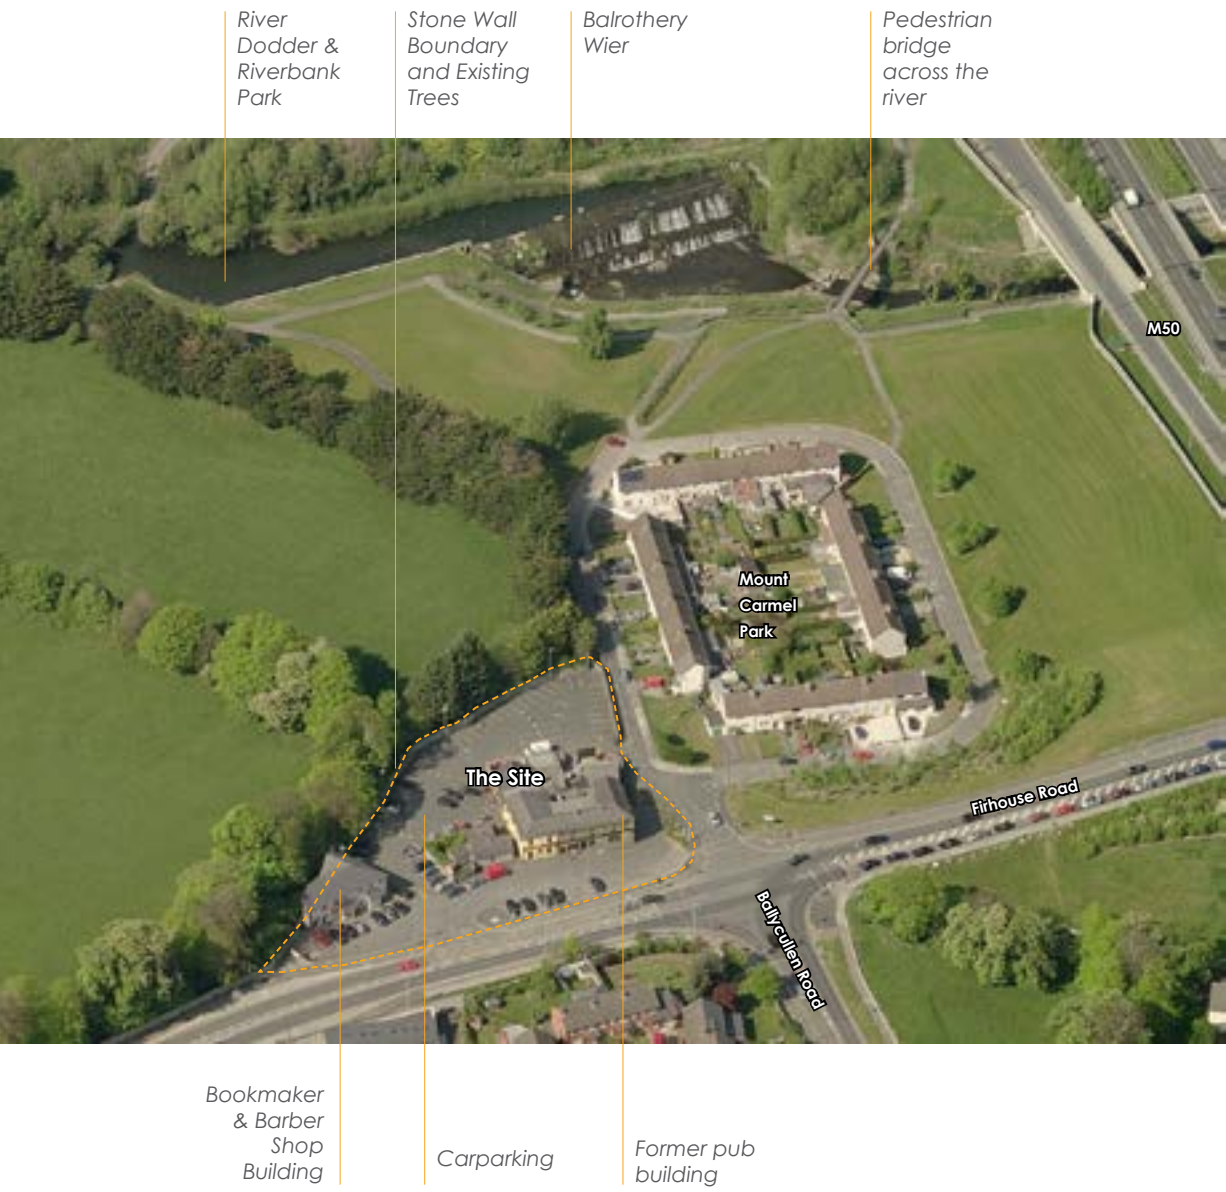 River
Dodder &
Riverbank
Park
Stone Wall
Boundary
and Existing
Trees
Balrothery
Wier
Pedestrian
bridge
across the
river
M50
Mount
Carmel
Park
The Site
Firhouse Road
Ballycullen Road
Bookmaker
& Barber
Shop
Building
Carparking
Former pub
building